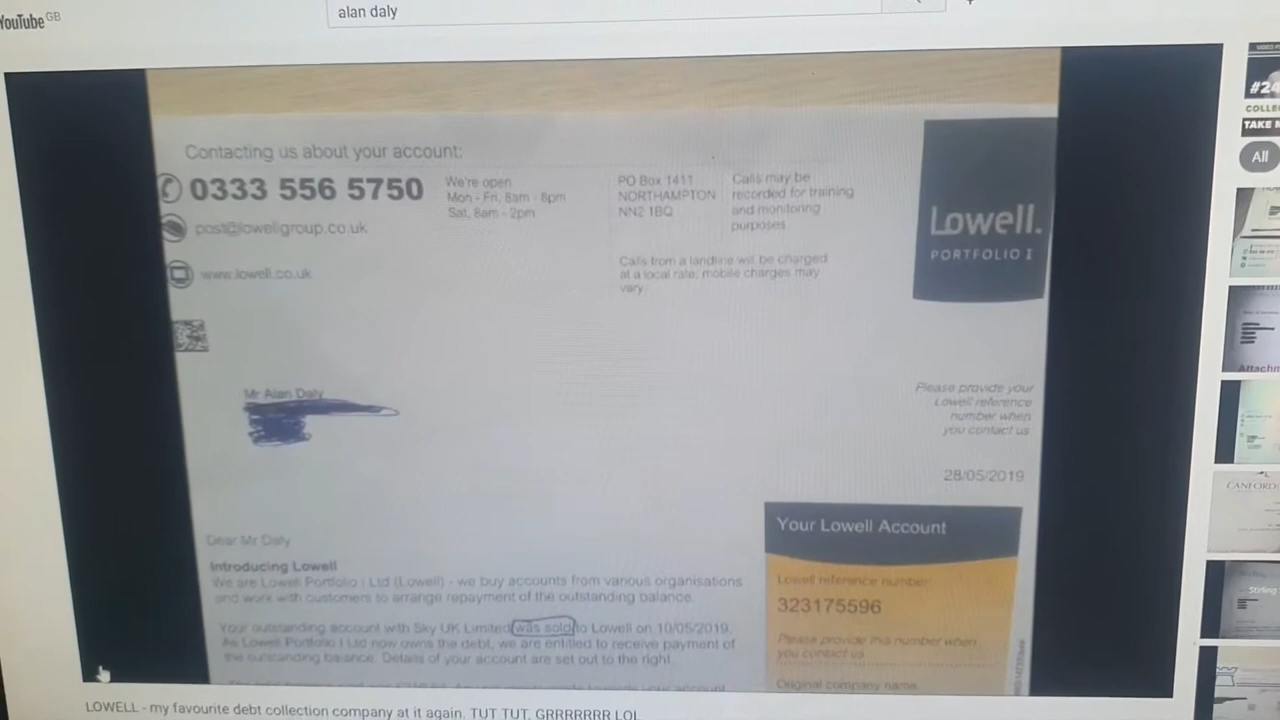 YouTube GB
alan daly
Contacting us about your account:
0333 556 5750
We're open
Mon - Fri, 8am - 8pm
Sat, 8am - 2pm
PO Box 1411
NORTHAMPTON
NN2 1BQ
Calls may be
recorded for training
and monitoring
purposes
post@lowellgroup.co.uk
www.lowell.co.uk
Calls from a landline will be charged
at a local rate, mobile charges may
vary.
Lowell.
PORTFOLIO I
Mr Alan Daly
Please provide your
Lowell reference
number when
you contact us
28/05/2019
Dear Mr Daly
Introducing Lowell
We are Lowell Portfolio I Ltd (Lowell) - we buy accounts from various organisations
and work with customers to arrange repayment of the outstanding balance.
Your outstanding account with Sky UK Limited was sold to Lowell on 10/05/2019.
As Lowell Portfolio I Ltd now owns the debt, we are entitled to receive payment of
the outstanding balance. Details of your account are set out to the right.
Your Lowell Account
Lowell reference number:
323175596
Please provide this number when
you contact us
Original company name
LOWELL - my favourite debt collection company at it again. TUT TUT. GRRRRRRR LOL
#24
COLLE
TAKE M
All
Attachm
CANFORD
Stirling